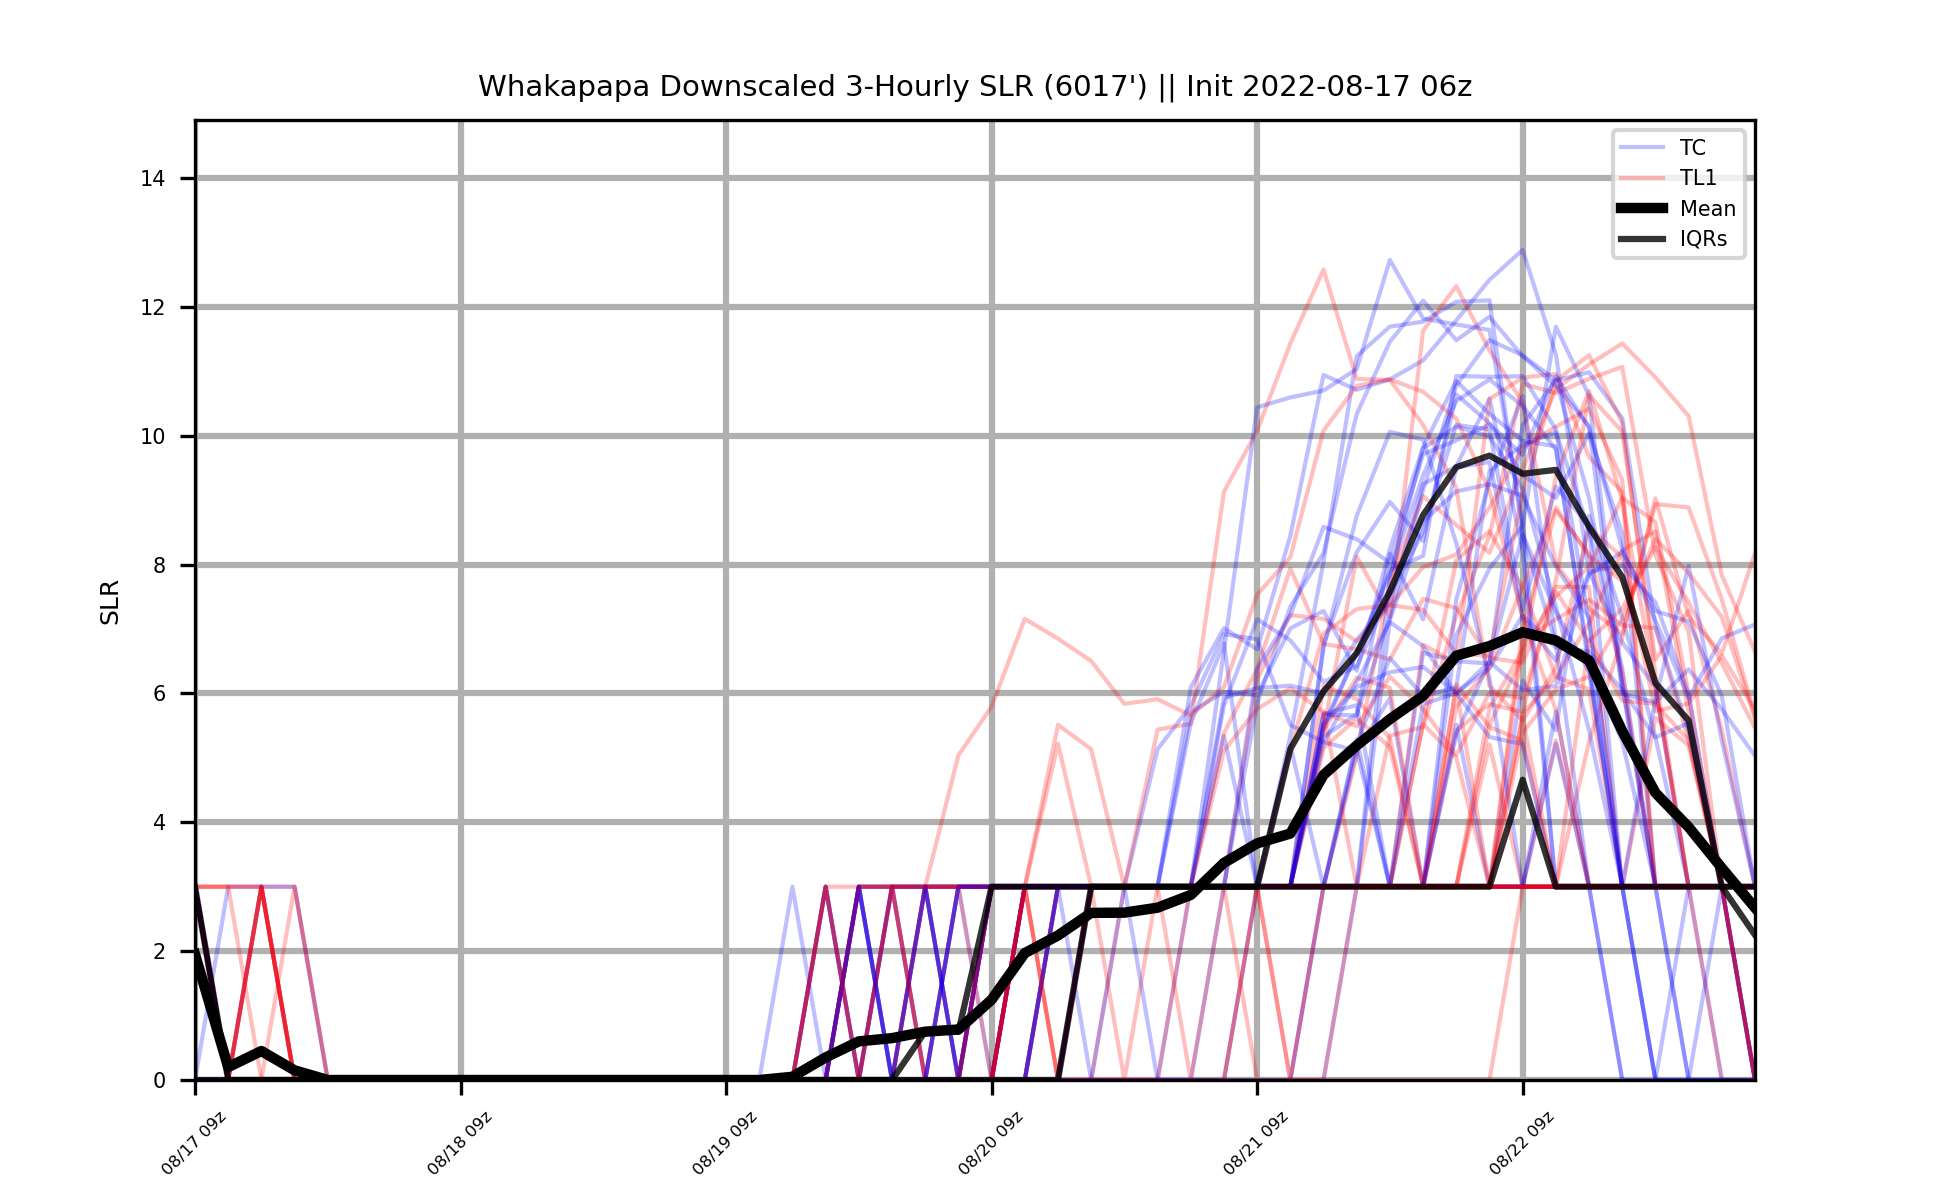 Whakapapa Downscaled 3-Hourly SLR (6017') || Init 2022-08-17 06z
TC
TL1
Mean
IQRs
14
12
10
8
6
4
2
0
SLR
08/17 09z
08/18 09z
08/19 09z
08/20 09z
08/21 09z
08/22 09z